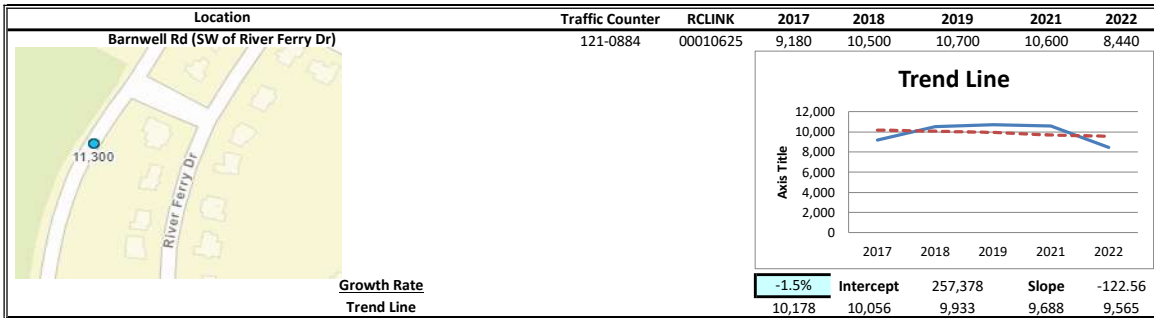 Location Traffic Counter RCLINK 2017 2018 2019 2021 2022
Barnwell Rd (SW of River Ferry Dr) 121-0884 00010625 9,180 10,500 10,700 10,600 8,440
11,300
River Ferry Dr
Trend Line
Axis Title
12,000
10,000
8,000
6,000
4,000
2,000
0
2017 2018 2019 2021 2022
Growth Rate -1.5% Intercept 257,378 Slope -122.56
Trend Line 10,178 10,056 9,933 9,688 9,565